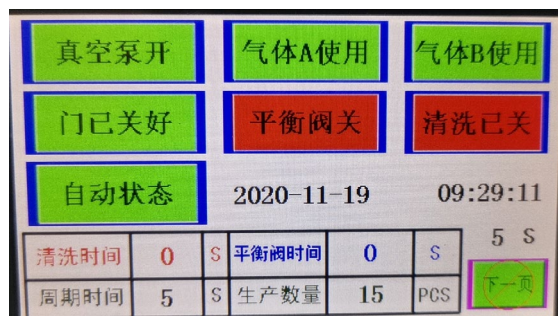 真空泵开 气体A使用 气体B使用
门已关好 平衡阀关 清洗已关
自动状态 2020-11-19 09:29:11
5 S
清洗时间 0 S 平衡阀时间 0 S
周期时间 5 S 生产数量 15 PCS
下一页